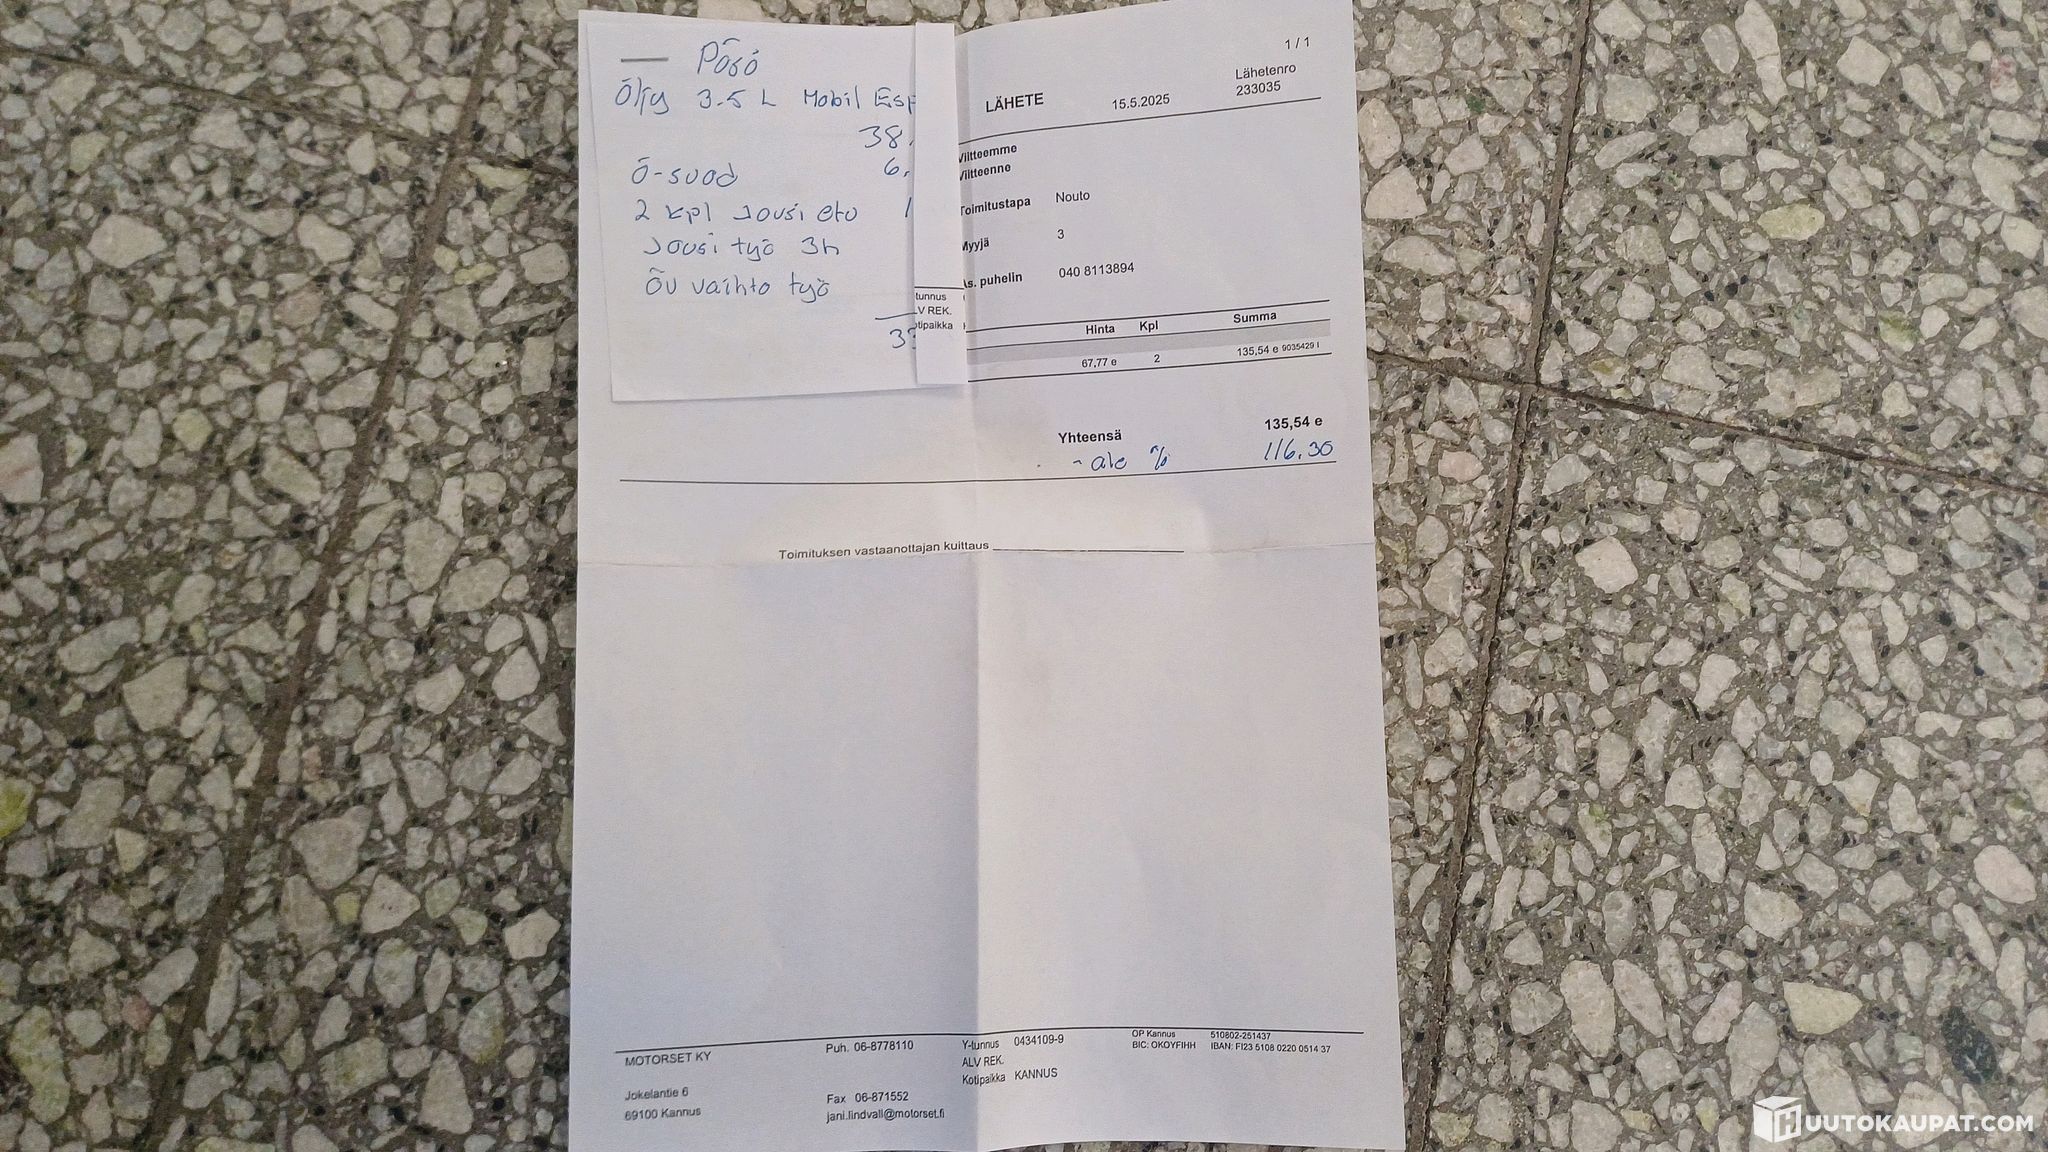 Pösö
Öljy 3.5 L Mobil Esp
38.
Ö-suod 6.
2 kpl Jousi etu 1
Jousi työ 3h
Öv vaihto työ
33
tunnus
V REK.
otipaikka
1 / 1
LÄHETE 15.5.2025
Lähetenro
233035
Viitteemme
Viitteenne
Toimitustapa Nouto
Myyjä 3
As. puhelin 040 8113894
Hinta Kpl Summa
67,77 e 2 135,54 e 9035429 l
Yhteensä 135,54 e
- ale % 116.30
Toimituksen vastaanottajan kuittaus
MOTORSET KY
Jokelantie 6
69100 Kannus
Puh. 06-8778110
Fax 06-871552
jani.lindvall@motorset.fi
Y-tunnus 0434109-9
ALV REK.
Kotipaikka KANNUS
OP Kannus 510802-251437
BIC: OKOYFIHH IBAN: FI23 5108 0220 0514 37
HUUTOKAUPAT.COM